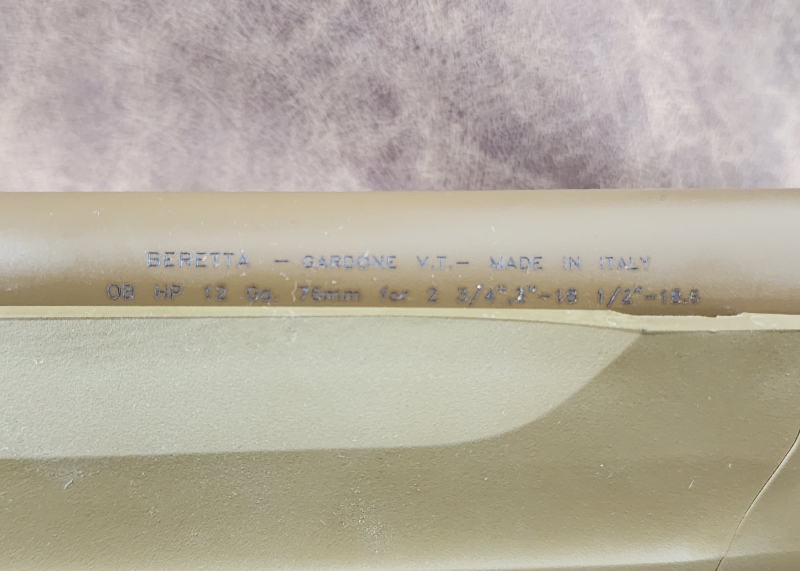 BERETTA - GARDONE V.T.- MADE IN ITALY
OB HP 12 Ga. 76mm for 2 3/4",3"-18 1/2"-18.6